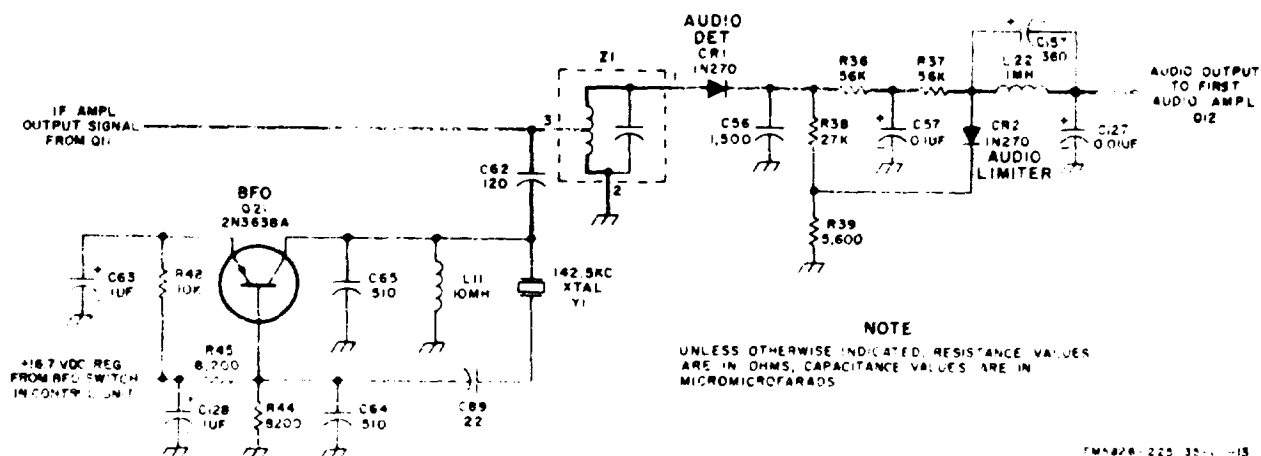 AUDIO
DET
CR1
1N270
Z1
1
3
2
IF AMPL
OUTPUT SIGNAL
FROM
C62
120
C56
1,500
R38
27K
R36
56K
C57
0.1UF
R37
56K
C157
360
L22
1MH
CR2
1N270
AUDIO
LIMITER
C127
0.01UF
AUDIO OUTPUT
TO FIRST
AUDIO AMPL
Q12
R39
5,600
BFO
2N3638A
C63
1UF
R42
10K
C65
510
L11
10MH
142.5KC
XTAL
Y1
+16.7 VDC REG
FROM BFO SWITCH
IN CONTROL UNIT
R45
8,200
C128
1UF
R44
8200
C64
510
C89
22
NOTE
UNLESS OTHERWISE INDICATED, RESISTANCE VALUES
ARE IN OHMS, CAPACITANCE VALUES ARE IN
MICROMICROFARADS